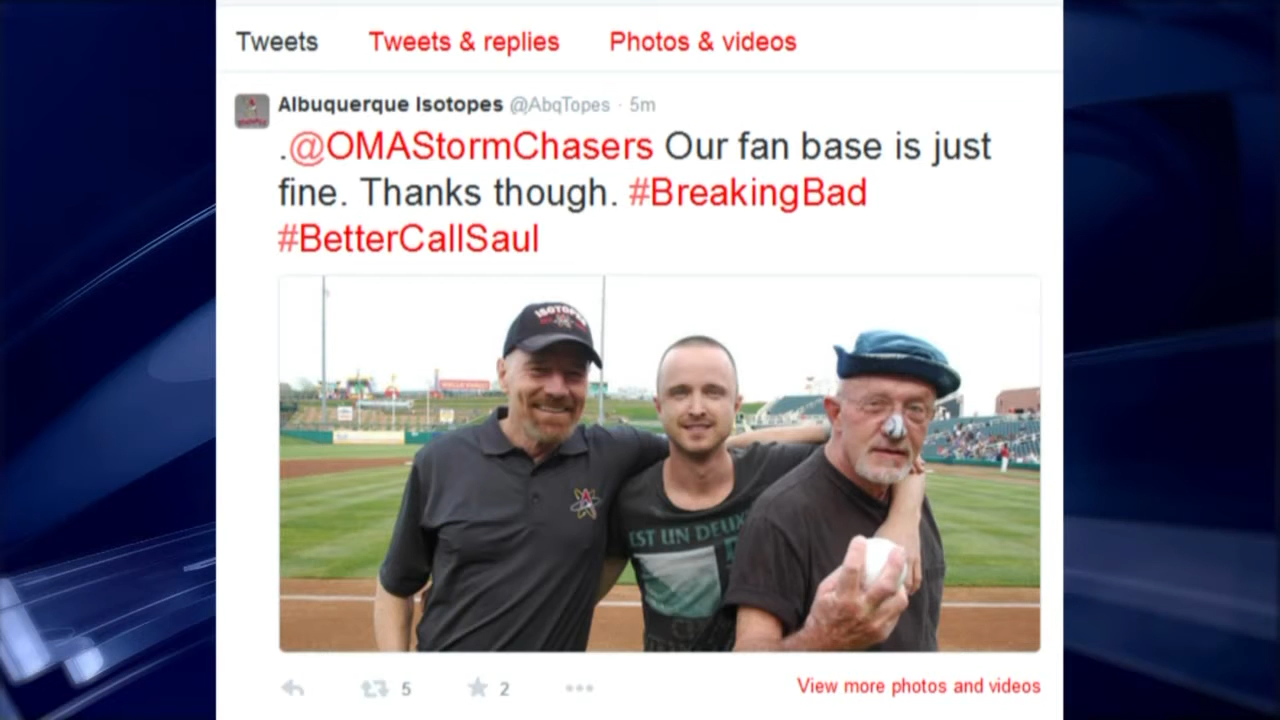 Tweets Tweets & replies Photos & videos
Albuquerque Isotopes @AbqTopes · 5m
.@OMAStormChasers Our fan base is just
fine. Thanks though. #BreakingBad
#BetterCallSaul
ISOTOPES
EST UN DEUX
5 2
View more photos and videos